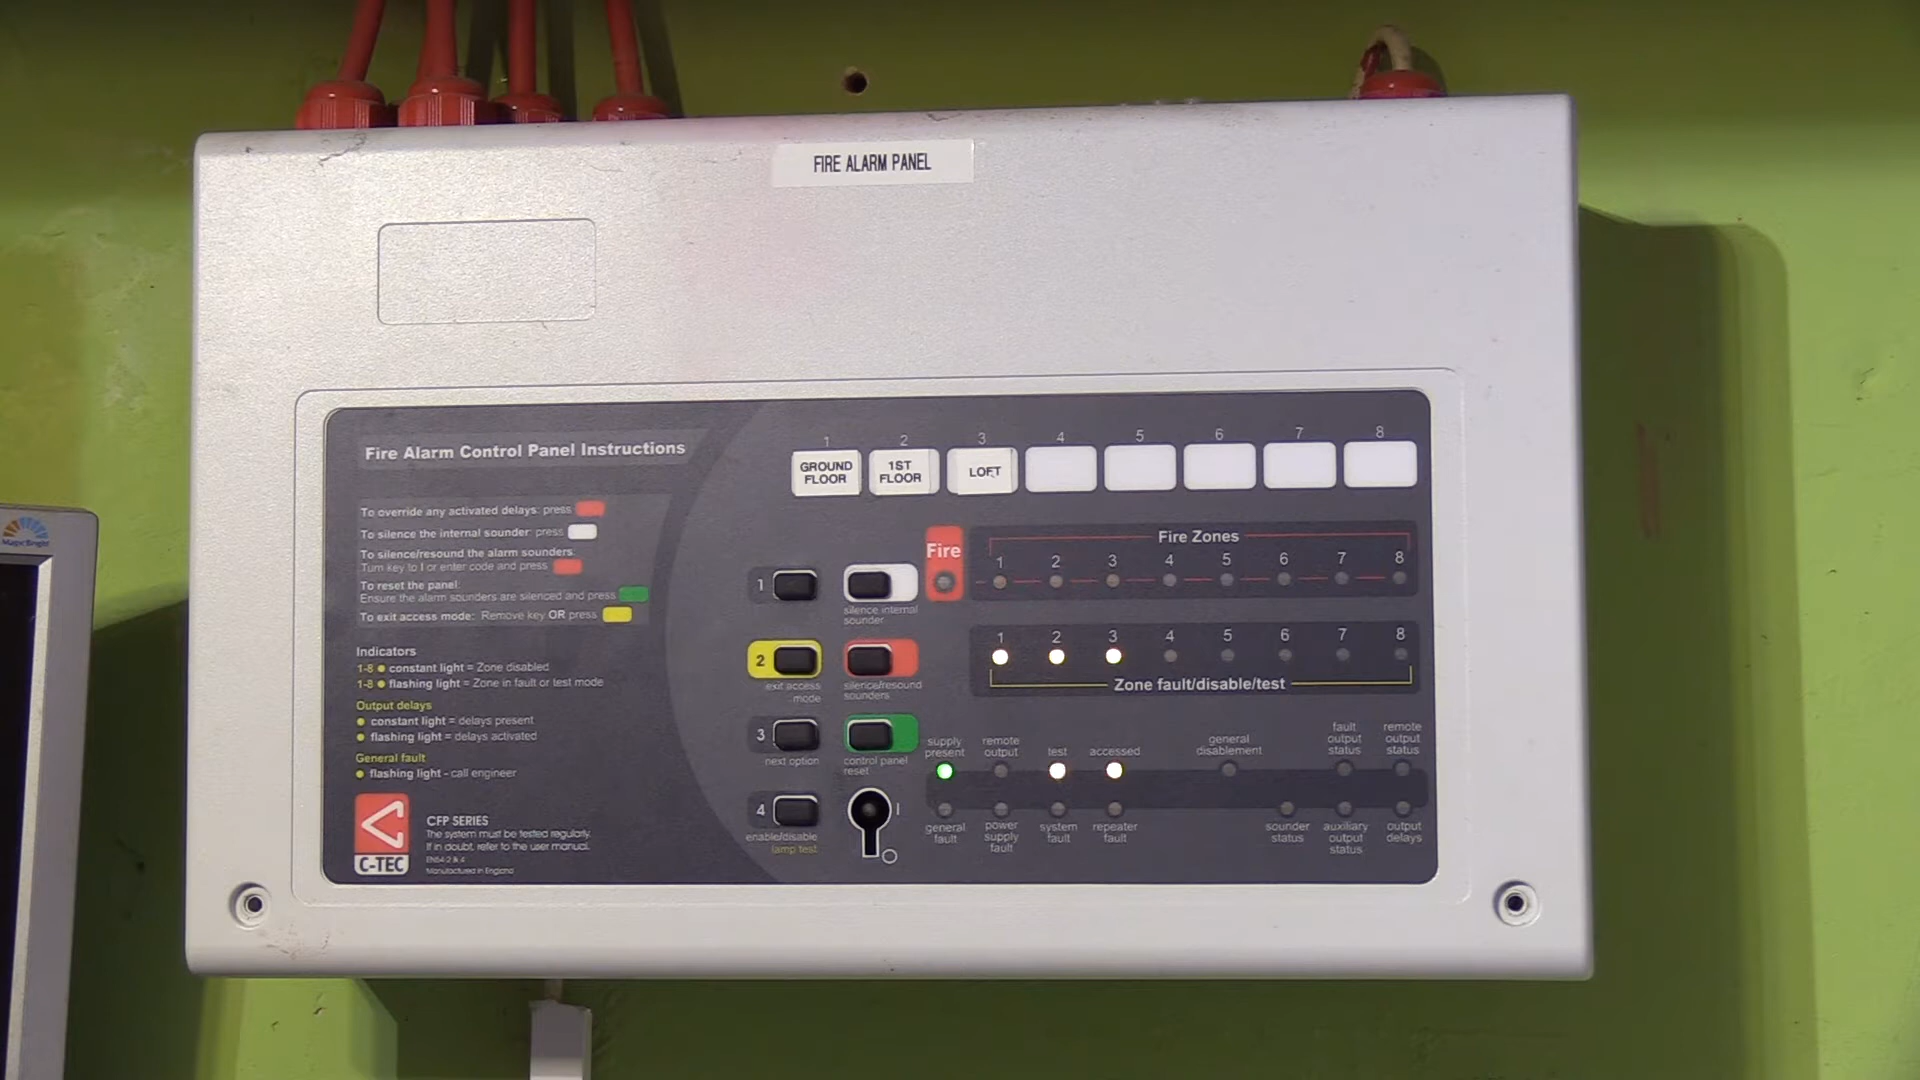 FIRE ALARM PANEL
Fire Alarm Control Panel Instructions
To override any activated delays: press
To silence the internal sounder: press
To silence/resound the alarm sounders:
Turn key to I or enter code and press
To reset the panel:
Ensure the alarm sounders are silenced and press
To exit access mode: Remove key OR press
Indicators
1-8 constant light = Zone disabled
1-8 flashing light = Zone in fault or test mode
Output delays
constant light = delays present
flashing light = delays activated
General fault
flashing light - call engineer
C-TEC
CFP SERIES
The system must be tested regularly.
If in doubt, refer to the user manual.
EN54-2 & 4
Manufactured in England
1 2 3 4 5 6 7 8
GROUND
FLOOR
1ST
FLOOR
LOFT
Fire
Fire Zones
1 2 3 4 5 6 7 8
1 2 3 4 5 6 7 8
Zone fault/disable/test
1
silence internal
sounder
2
exit access
mode
silence/resound
sounders
3
next option
control panel
reset
4
enable/disable
lamp test
I
O
supply
present
remote
output
test
accessed
general
disablement
fault
output
status
remote
output
status
general
fault
power
supply
fault
system
fault
repeater
fault
sounder
status
auxiliary
output
status
output
delays
MagicBright